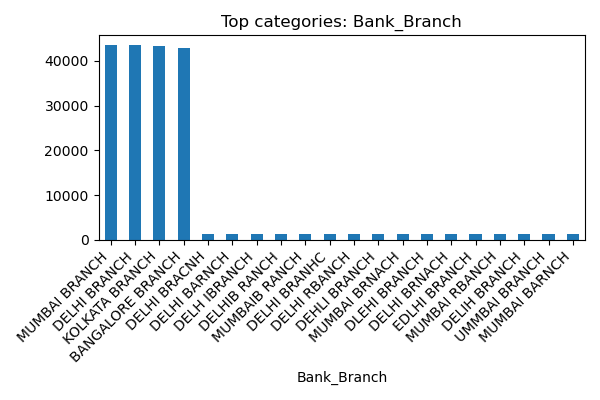 Top categories: Bank_Branch
40000
30000
20000
10000
0
MUMBAI BRANCH
DELHI BRANCH
KOLKATA BRANCH
BANGALORE BRANCH
DELHI BRACNH
DELHI BARNCH
DELH IBRANCH
DELHIB RANCH
MUMBAIB RANCH
DELHI BRANHC
DELHI RBANCH
DEHLI BRANCH
MUMBAI BRNACH
DLEHI BRANCH
DELHI BRNACH
EDLHI BRANCH
MUMBAI RBANCH
DELIH BRANCH
UMMBAI BRANCH
MUMBAI BARNCH
Bank_Branch